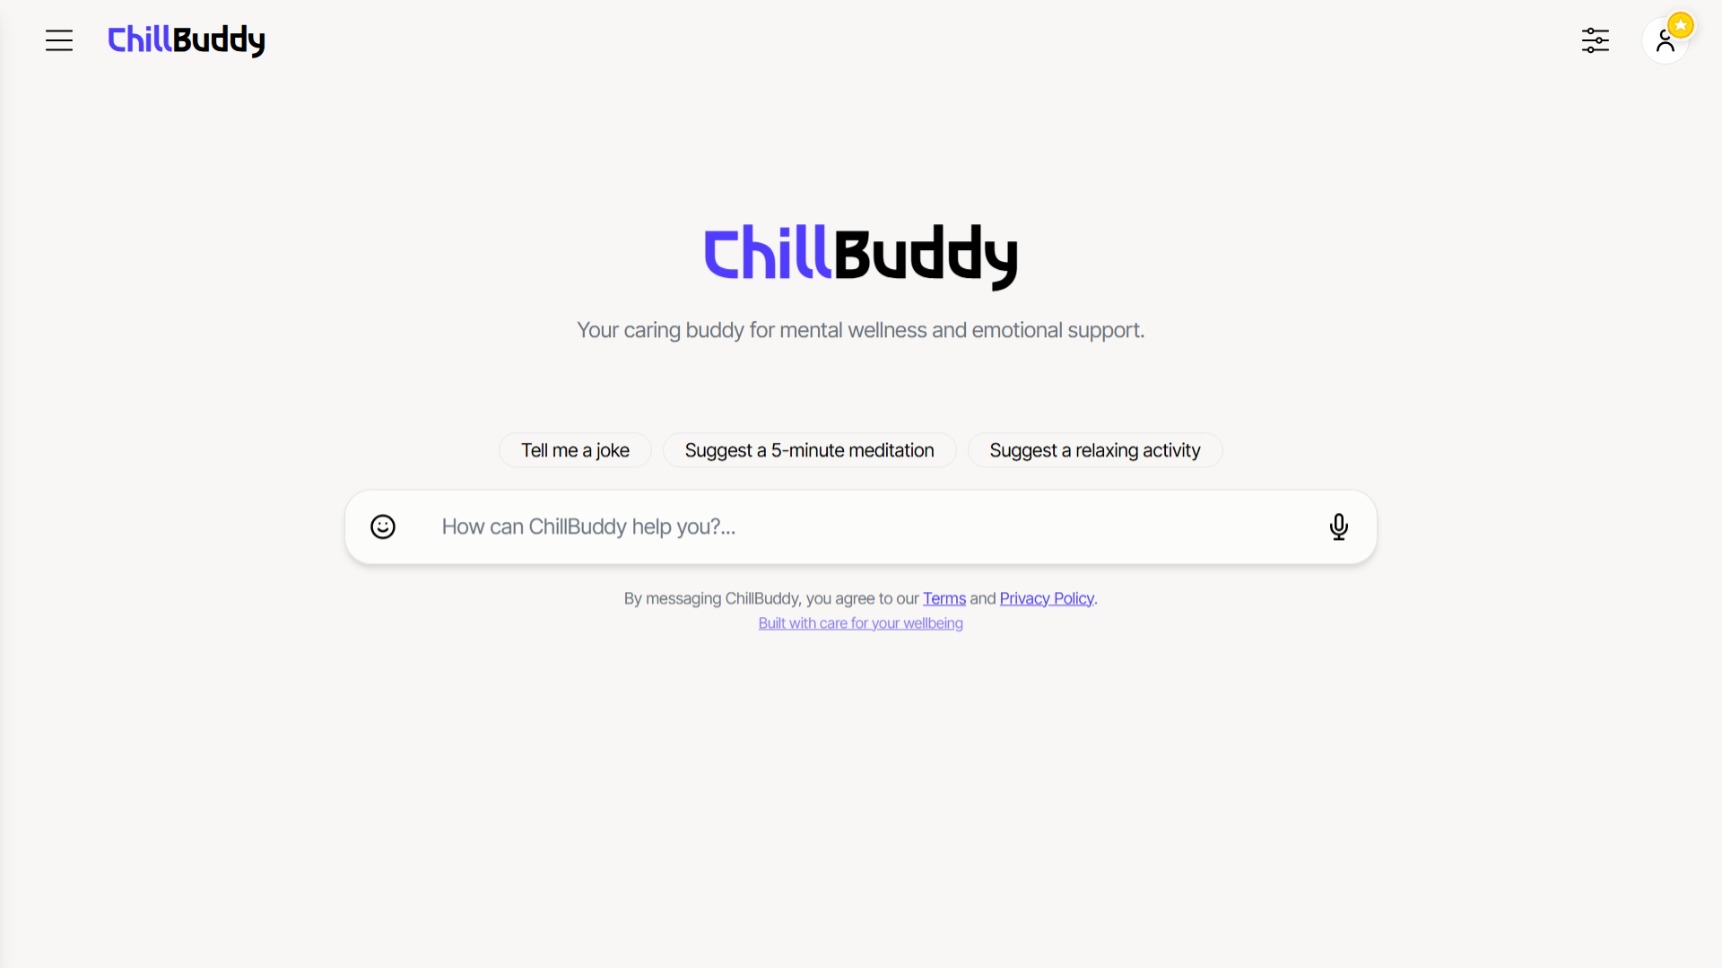 ChillBuddy
ChillBuddy
Your caring buddy for mental wellness and emotional support.
Tell me a joke
Suggest a 5-minute meditation
Suggest a relaxing activity
How can ChillBuddy help you?...
By messaging ChillBuddy, you agree to our Terms and Privacy Policy.
Built with care for your wellbeing